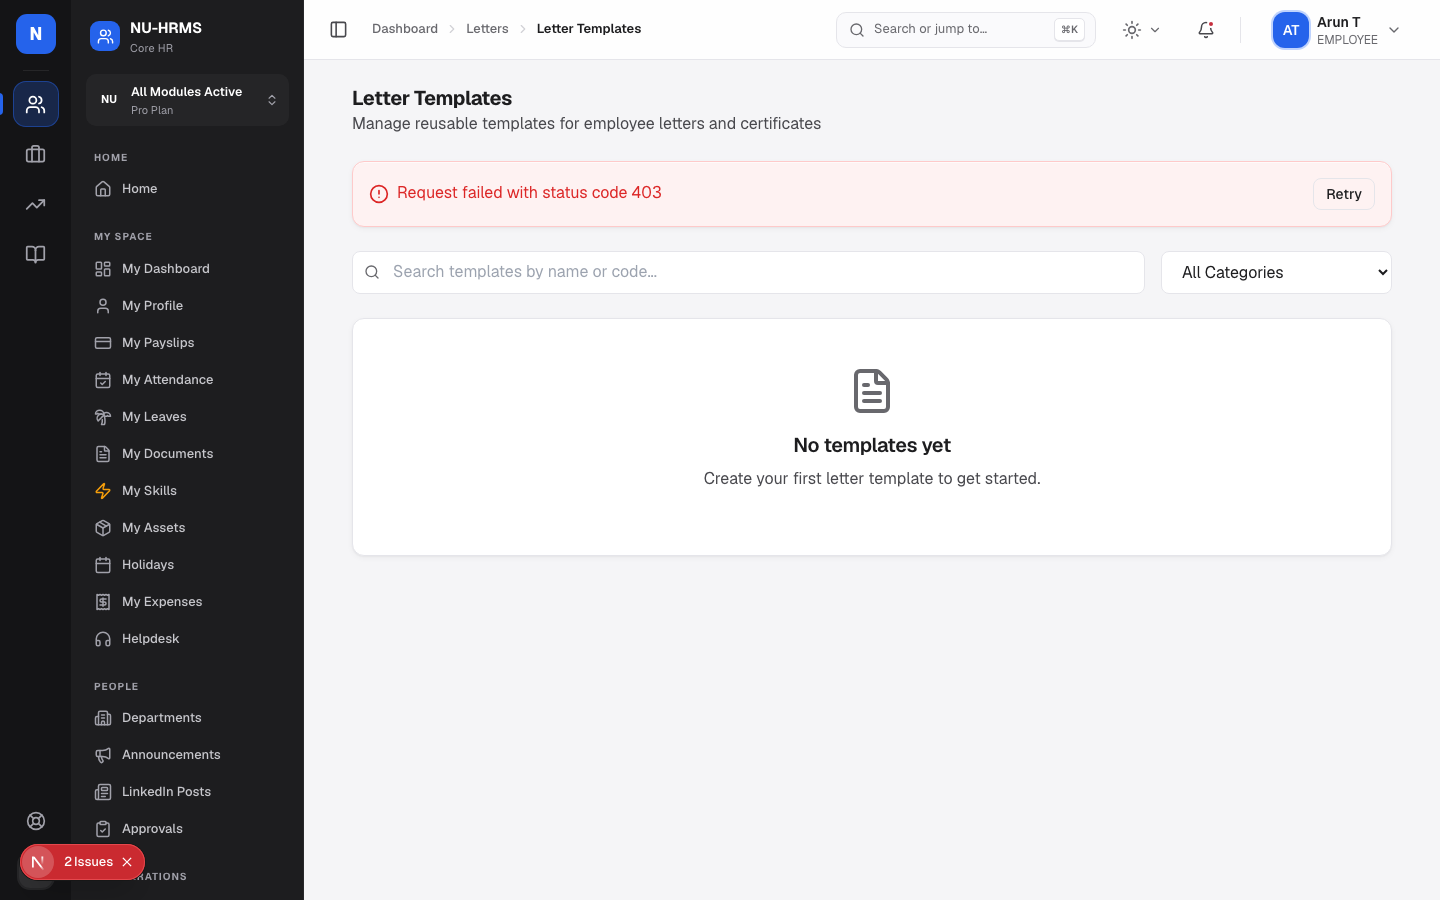 N
NU-HRMS
Core HR
NU
All Modules Active
Pro Plan
HOME
Home
MY SPACE
My Dashboard
My Profile
My Payslips
My Attendance
My Leaves
My Documents
My Skills
My Assets
Holidays
My Expenses
Helpdesk
PEOPLE
Departments
Announcements
LinkedIn Posts
Approvals
RATIONS
N 2 Issues
Dashboard > Letters > Letter Templates
Search or jump to...
⌘K
AT
Arun T
EMPLOYEE
Letter Templates
Manage reusable templates for employee letters and certificates
Request failed with status code 403
Retry
Search templates by name or code...
All Categories
No templates yet
Create your first letter template to get started.